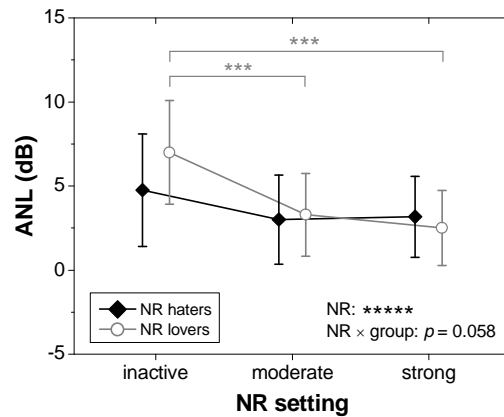 15
10
5
0
-5
ANL (dB)
***
***
NR haters
NR lovers
NR: *****
NR × group: p = 0.058
inactive moderate strong
NR setting